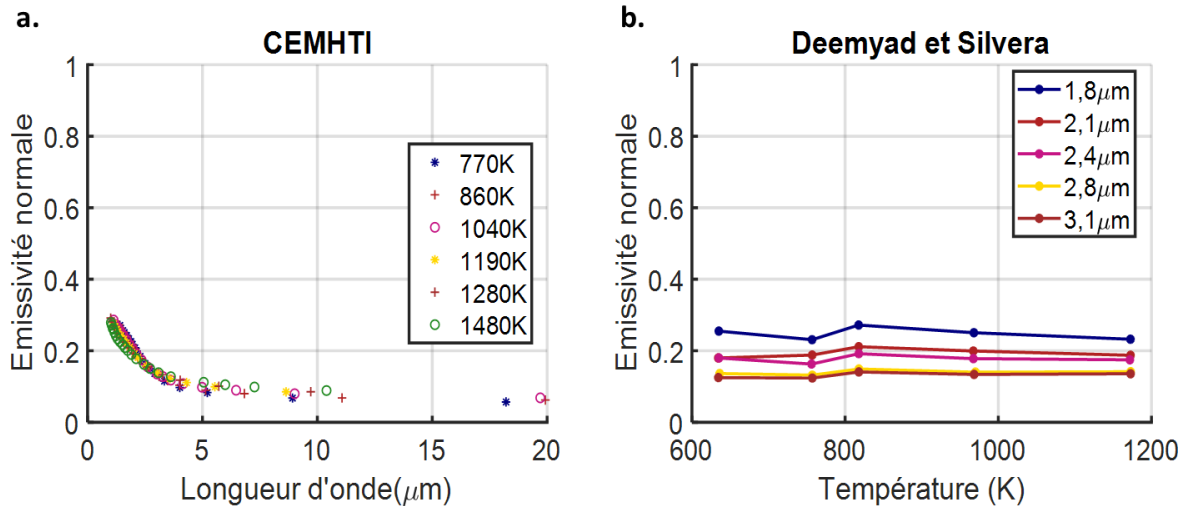 a.
CEMHTI
Emissivité normale
1
0.8
0.6
0.4
0.2
0
0
5
10
15
20
Longueur d'onde(μm)
770K
860K
1040K
1190K
1280K
1480K
b.
Deemyad et Silvera
Emissivité normale
1
0.8
0.6
0.4
0.2
0
600
800
1000
1200
Température (K)
1,8μm
2,1μm
2,4μm
2,8μm
3,1μm